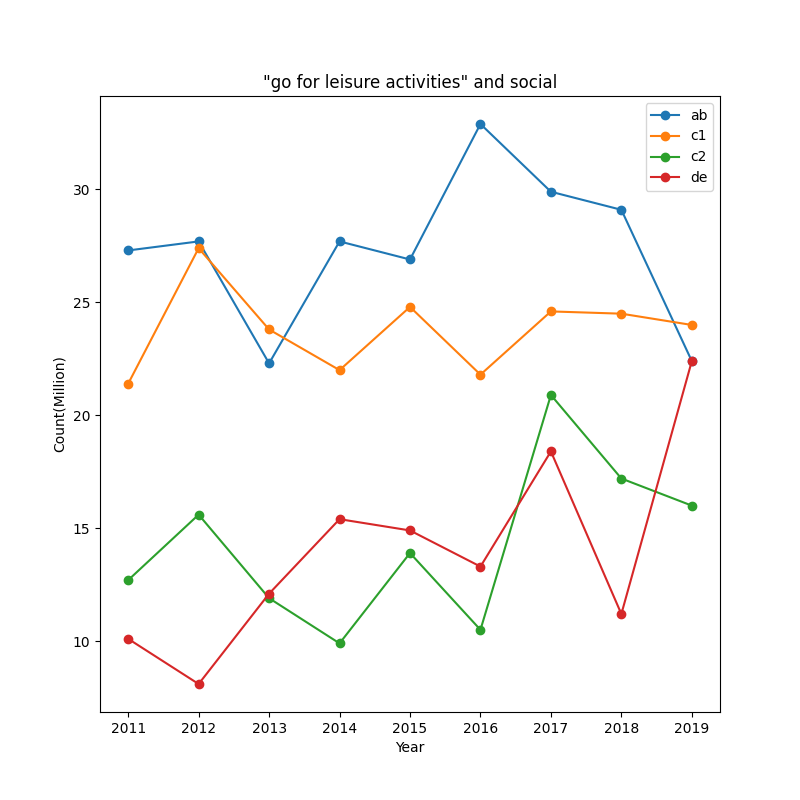 "go for leisure activities" and social
ab
c1
c2
de
30
25
20
15
10
Count(Million)
2011 2012 2013 2014 2015 2016 2017 2018 2019
Year